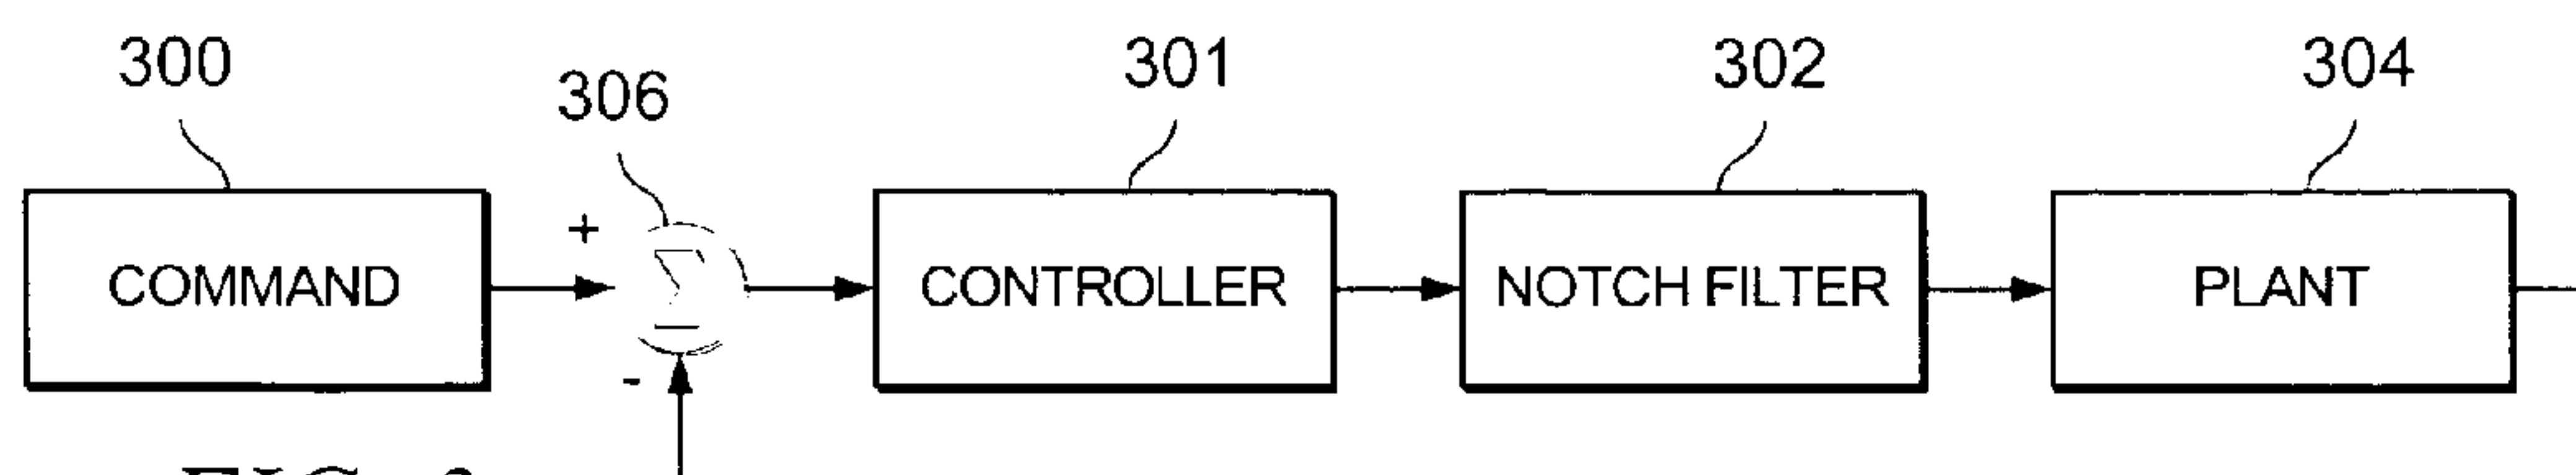 300
306
301
302
304
+
COMMAND
Σ
CONTROLLER
NOTCH FILTER
PLANT
-